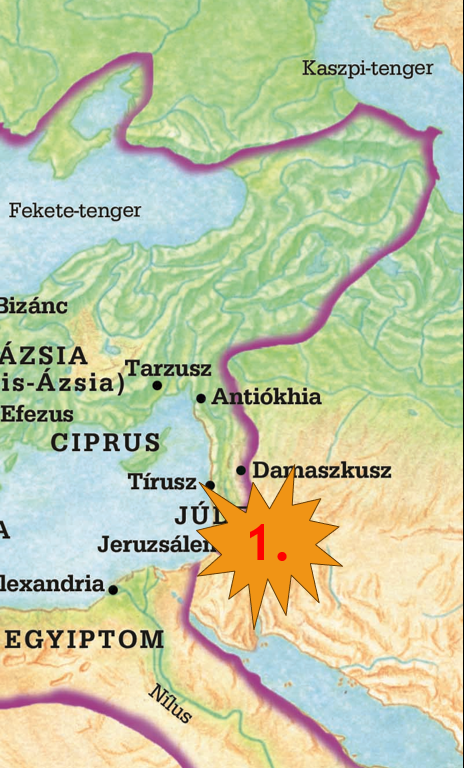 Kaszpi-tenger
Fekete-tenger
Bizánc
ÁZSIA
is-Ázsia)
Tarzusz
Antiókhia
Efezus
CIPRUS
Damaszkusz
Tírusz
JÚD
A
1.
Jeruzsálem
lexandria
EGYIPTOM
Nílus